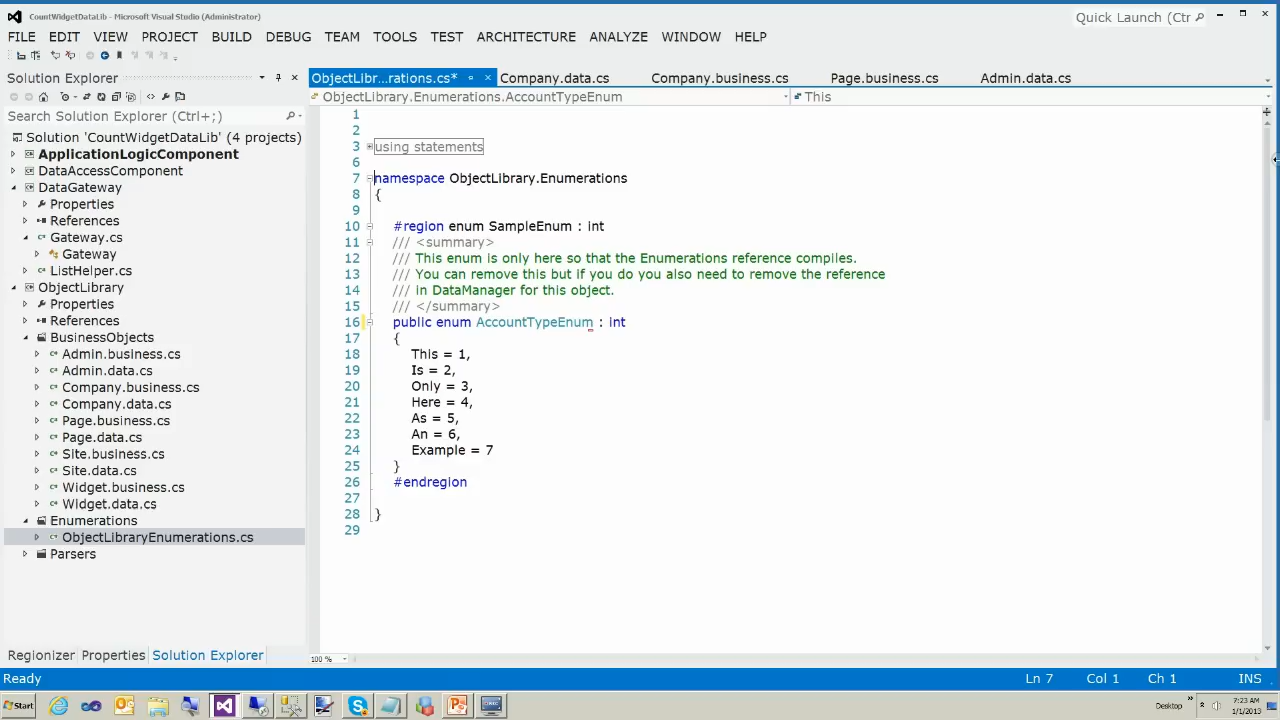 CountWidgetDataLib - Microsoft Visual Studio (Administrator)
Quick Launch (Ctr
FILE EDIT VIEW PROJECT BUILD DEBUG TEAM TOOLS TEST ARCHITECTURE ANALYZE WINDOW HELP
Solution Explorer
Search Solution Explorer (Ctrl+;)
Solution 'CountWidgetDataLib' (4 projects)
ApplicationLogicComponent
DataAccessComponent
DataGateway
Properties
References
Gateway.cs
Gateway
ListHelper.cs
ObjectLibrary
Properties
References
BusinessObjects
Admin.business.cs
Admin.data.cs
Company.business.cs
Company.data.cs
Page.business.cs
Page.data.cs
Site.business.cs
Site.data.cs
Widget.business.cs
Widget.data.cs
Enumerations
ObjectLibraryEnumerations.cs
Parsers
Regionizer Properties Solution Explorer
ObjectLibr...rations.cs* Company.data.cs Company.business.cs Page.business.cs Admin.data.cs
ObjectLibrary.Enumerations.AccountTypeEnum This
1
2
3 using statements
6
7 namespace ObjectLibrary.Enumerations
8 {
9
10 #region enum SampleEnum : int
11 /// <summary>
12 /// This enum is only here so that the Enumerations reference compiles.
13 /// You can remove this but if you do you also need to remove the reference
14 /// in DataManager for this object.
15 /// </summary>
16 public enum AccountTypeEnum : int
17 {
18 This = 1,
19 Is = 2,
20 Only = 3,
21 Here = 4,
22 As = 5,
23 An = 6,
24 Example = 7
25 }
26 #endregion
27
28 }
29
100 %
Ready Ln 7 Col 1 Ch 1 INS
Start Desktop 7:23 AM
1/1/2013